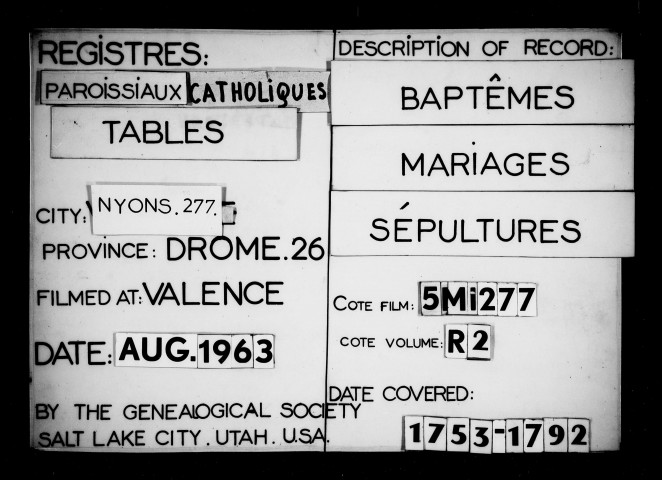 REGiSTRES:
PAROiSSiAUX CATHOLiQUES
TABLES
CITY: NYONS. 277.
PROVINCE: DROME. 26
FILMED AT: VALENCE
DATE: AUG. 1963
BY THE GENEALOGICAL SOCIETY
SALT LAKE CITY. UTAH. U.S.A.
DESCRIPTION OF RECORD:
BAPTÊMES
MARiAGES
SÉPULTURES
COTE FILM: 5Mi277
COTE VOLUME: R2
DATE COVERED:
1753-1792